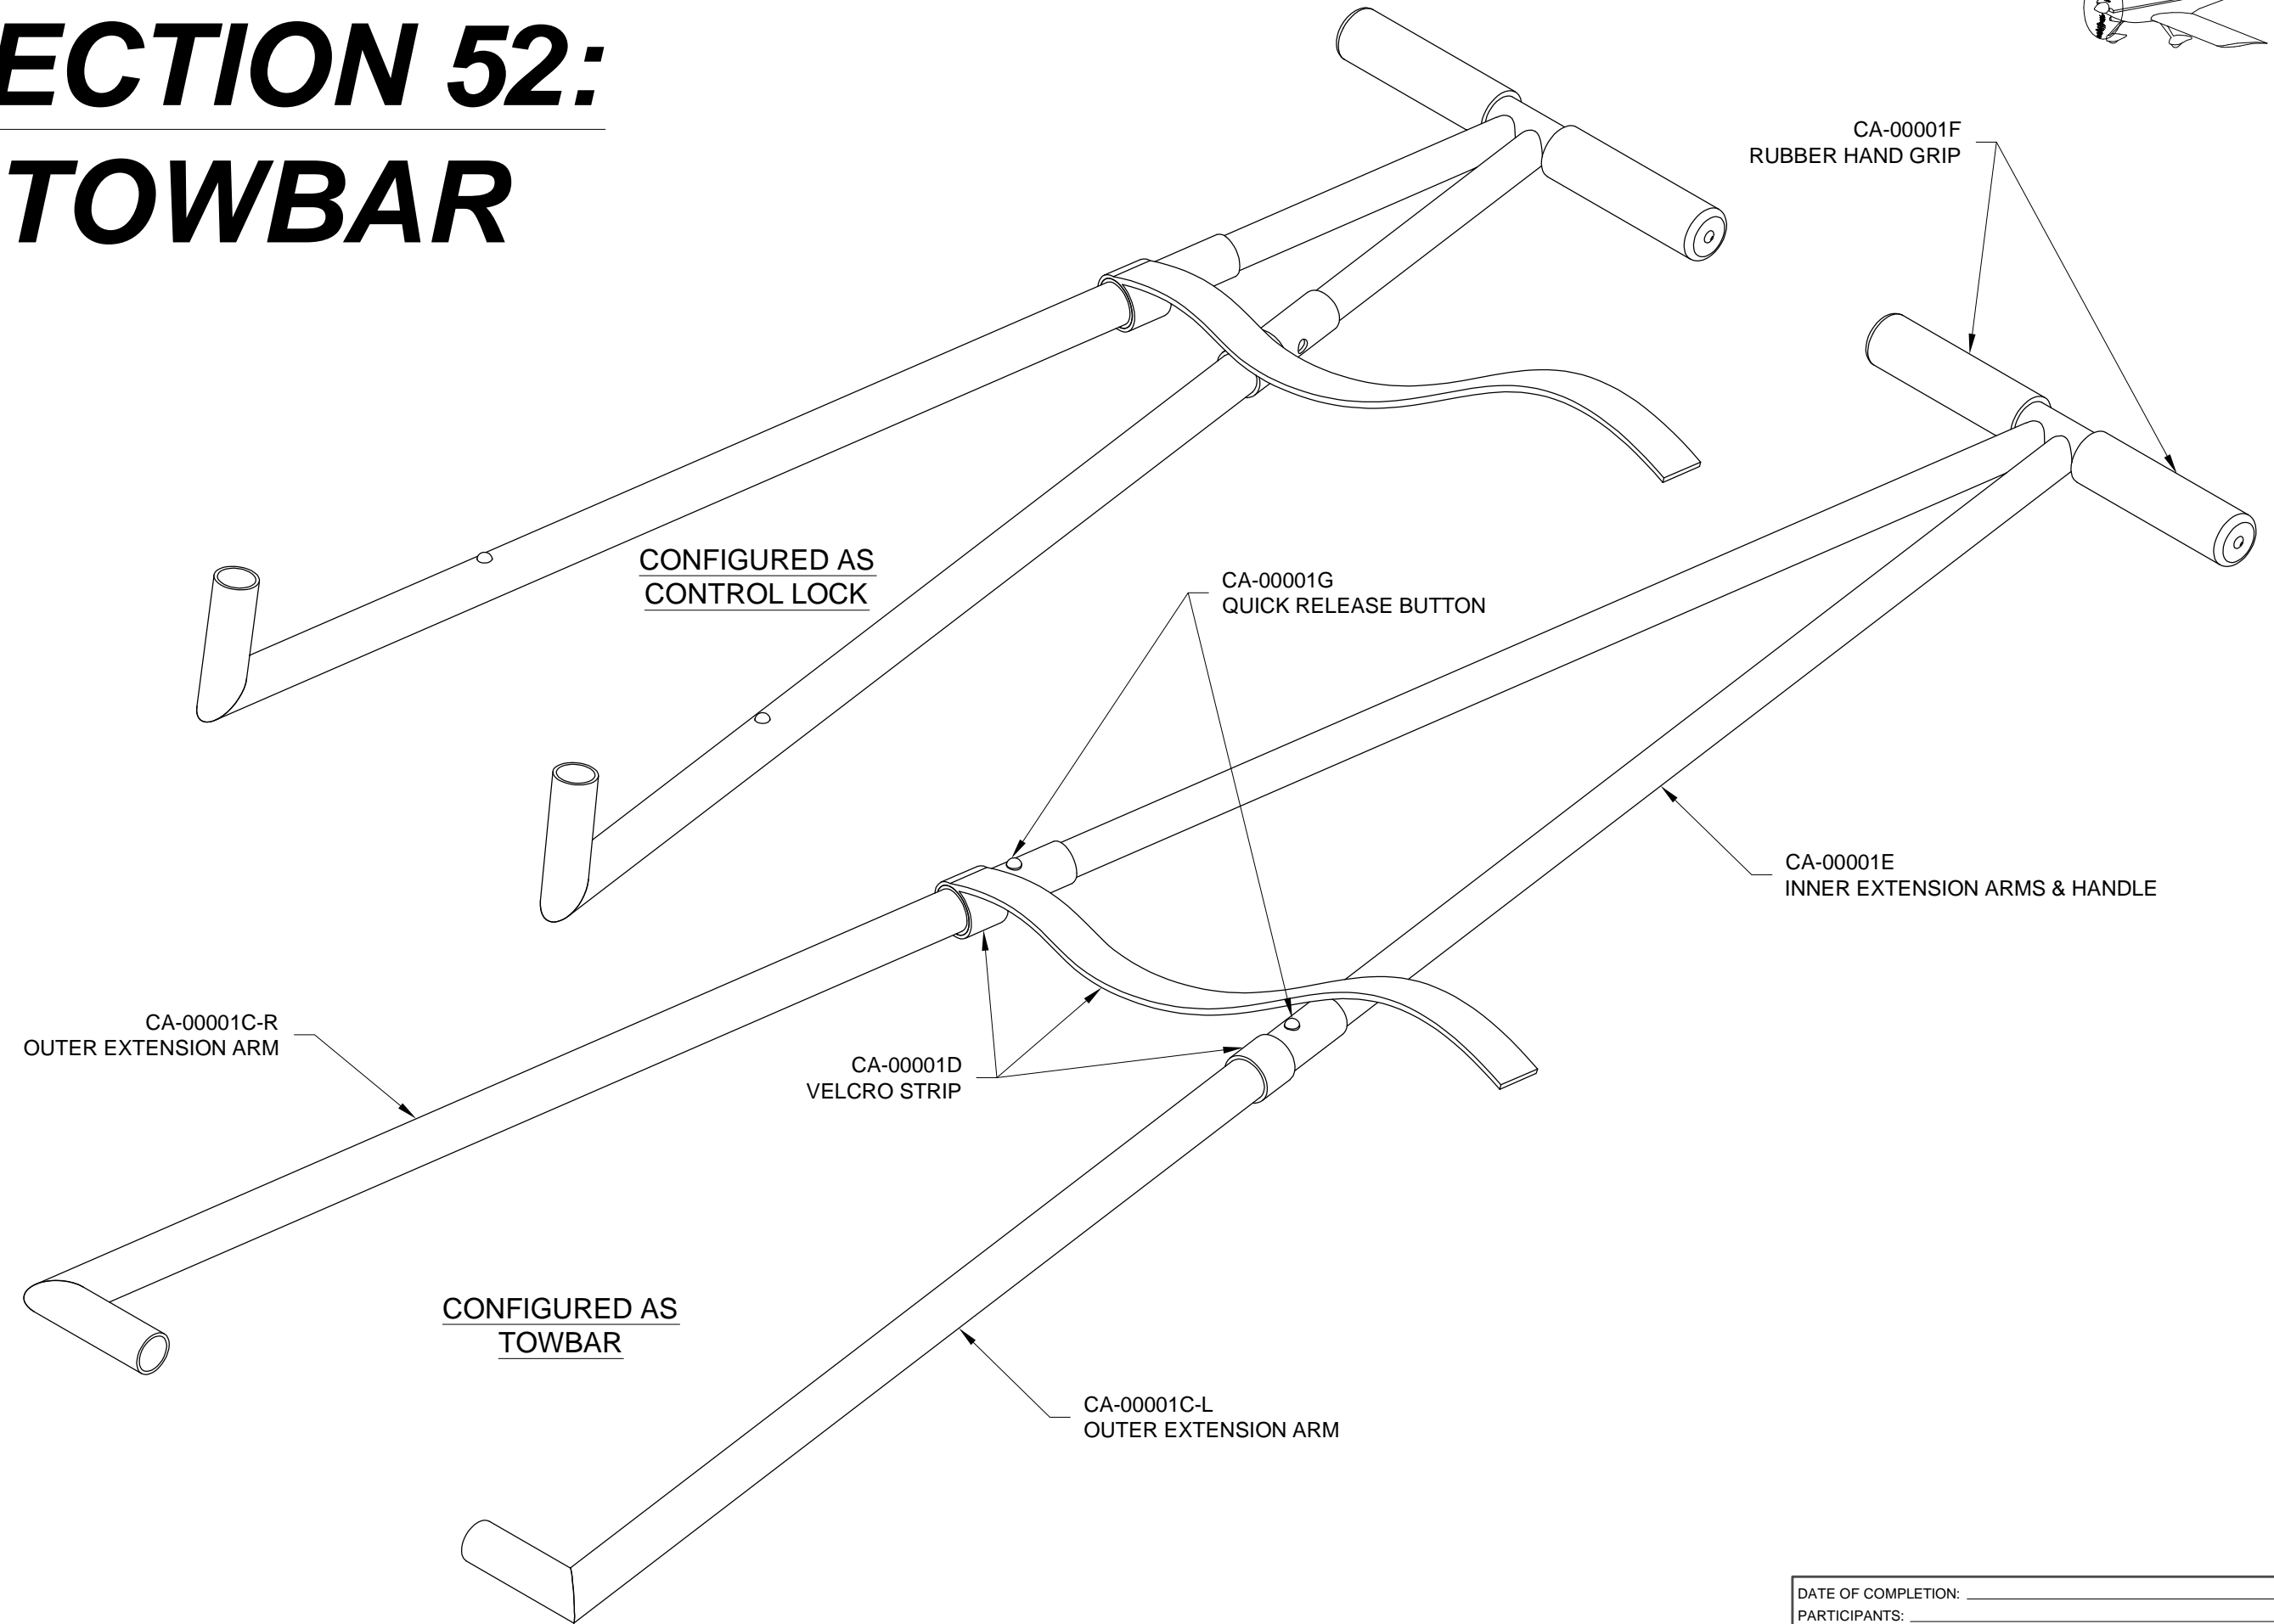 ECTION 52:
TOWBAR
CA-00001F
RUBBER HAND GRIP
CONFIGURED AS
CONTROL LOCK
CA-00001G
QUICK RELEASE BUTTON
CA-00001E
INNER EXTENSION ARMS & HANDLE
CA-00001C-R
OUTER EXTENSION ARM
CA-00001D
VELCRO STRIP
CONFIGURED AS
TOWBAR
CA-00001C-L
OUTER EXTENSION ARM
DATE OF COMPLETION:
PARTICIPANTS: